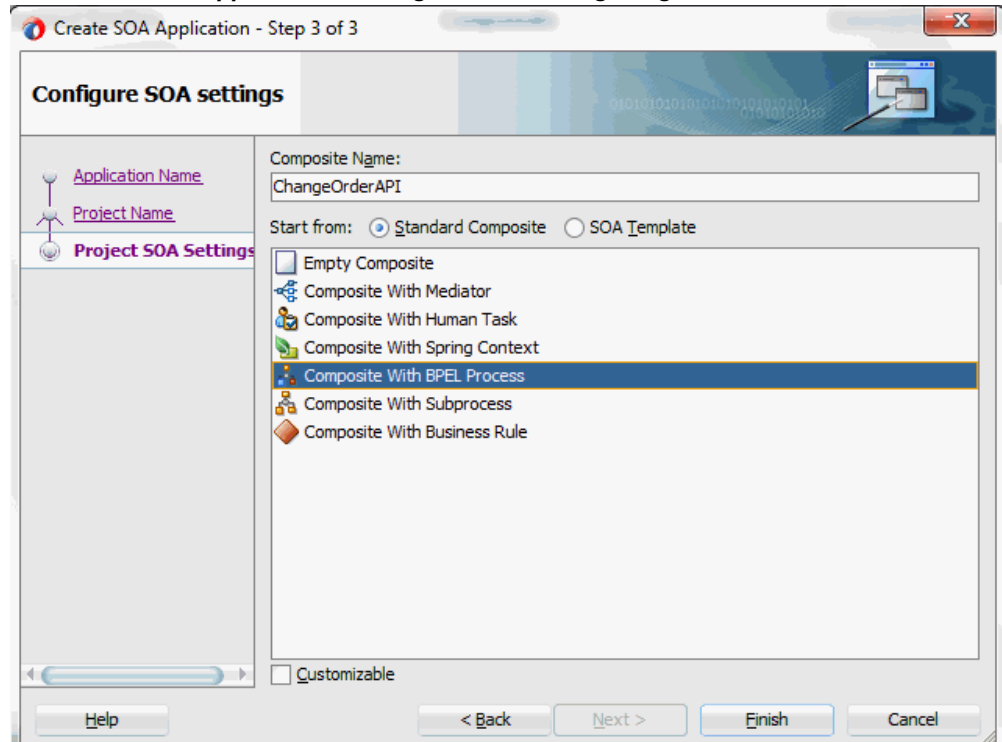 Create SOA Application - Step 3 of 3
Configure SOA settings
Application Name
Project Name
Project SOA Settings
Composite Name:
ChangeOrderAPI
Start from: Standard Composite SOA Template
Empty Composite
Composite With Mediator
Composite With Human Task
Composite With Spring Context
Composite With BPEL Process
Composite With Subprocess
Composite With Business Rule
Customizable
Help < Back Next > Finish Cancel